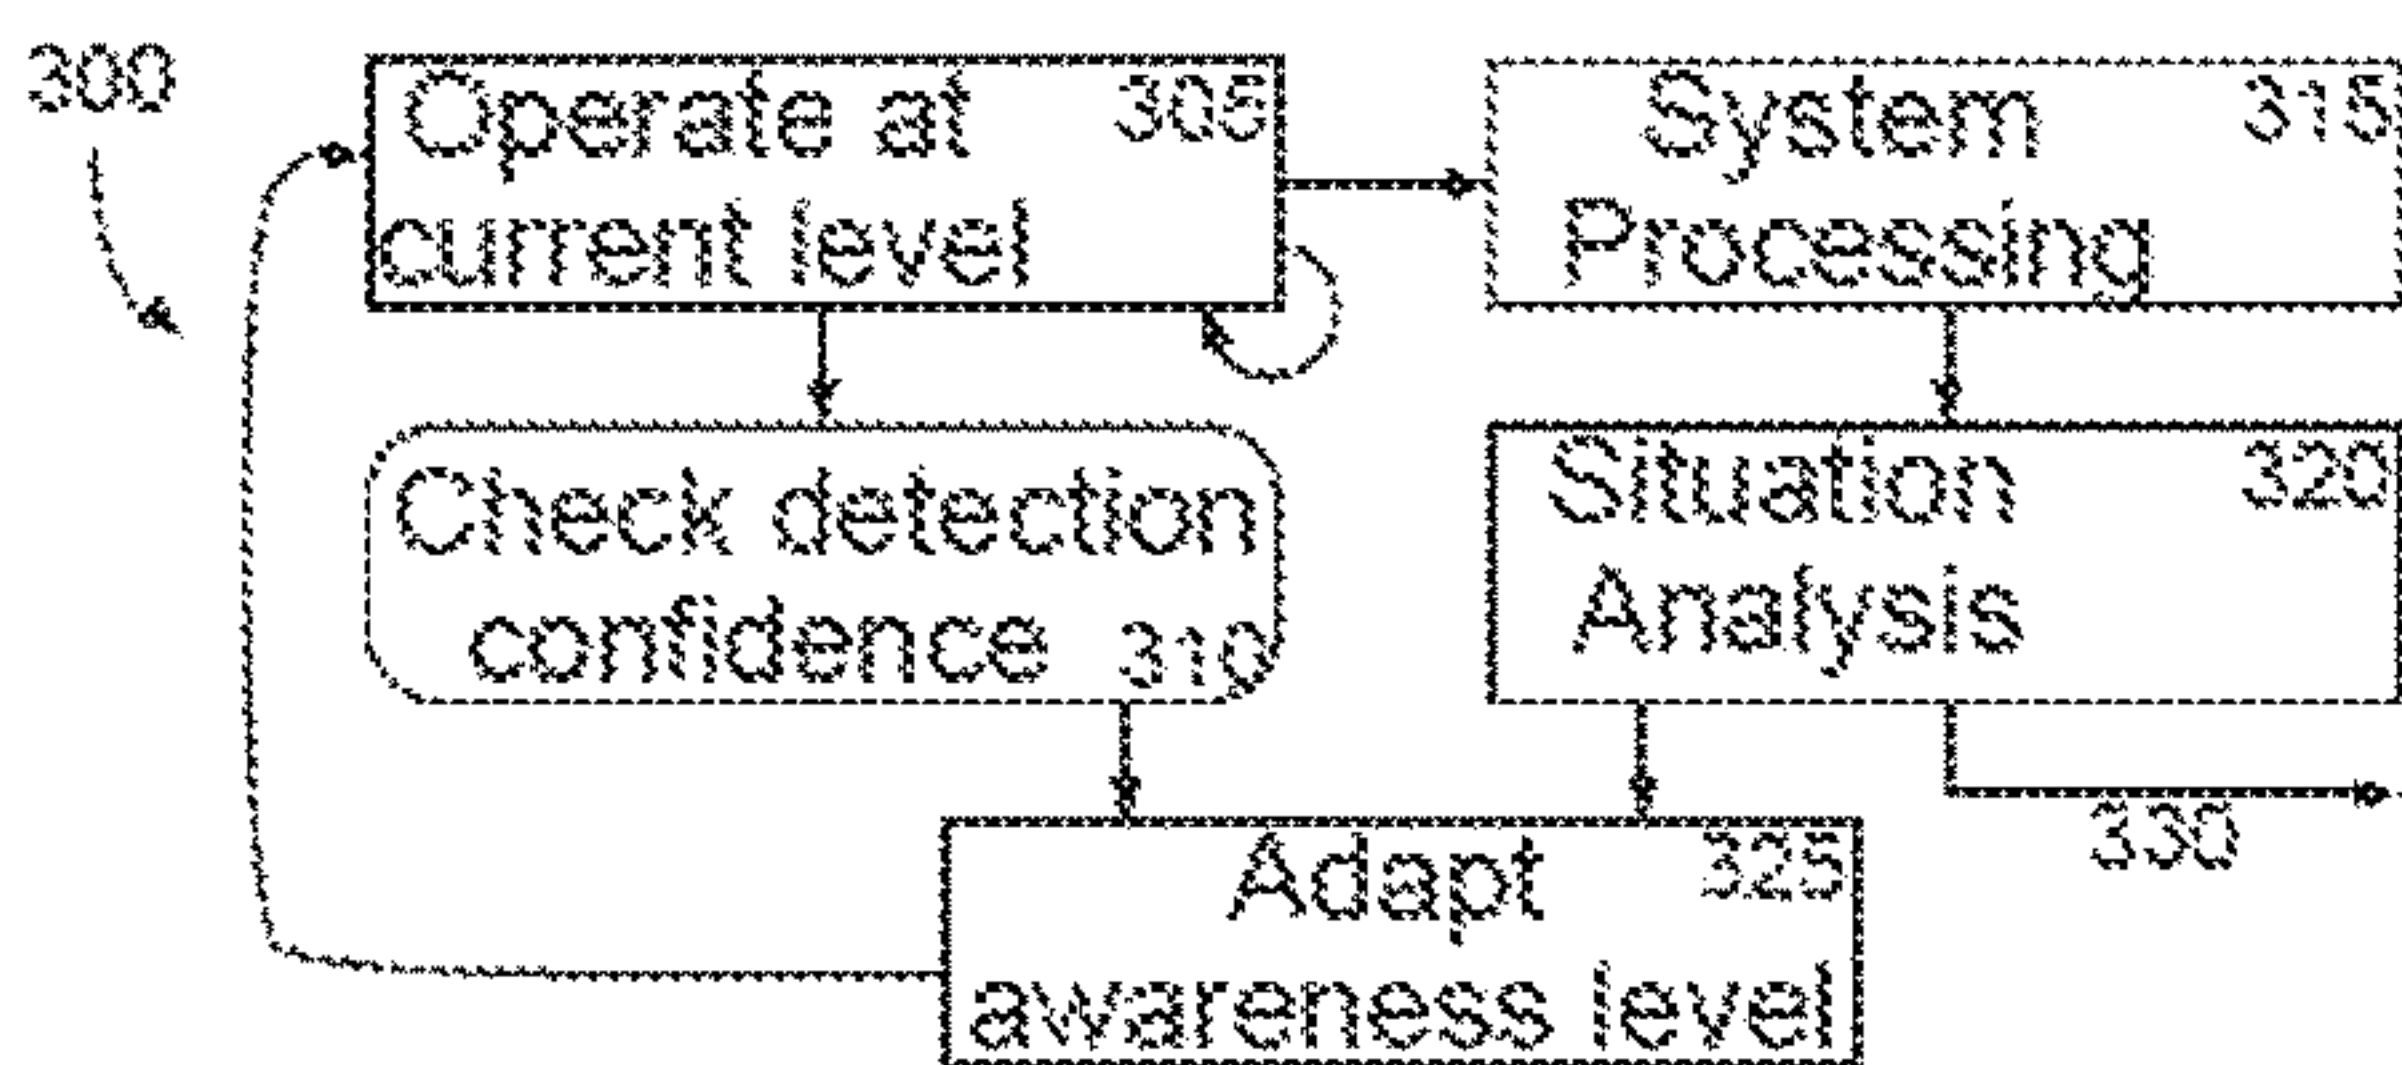 300
Operate at 305
current level
System 315
Processing
Check detection
confidence 310
Situation 320
Analysis
330
Adapt 325
awareness level